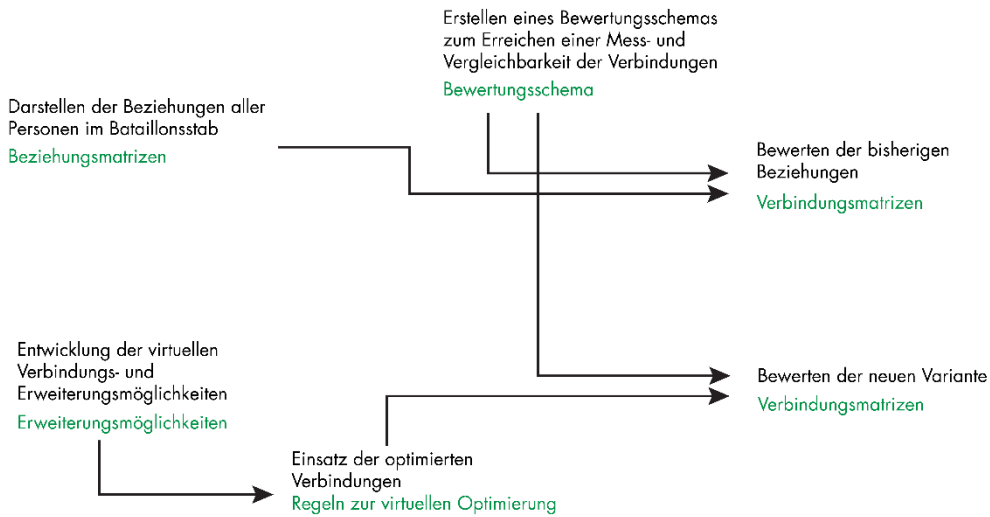 Erstellen eines Bewertungsschemas
zum Erreichen einer Mess- und
Vergleichbarkeit der Verbindungen
Bewertungsschema
Darstellen der Beziehungen aller
Personen im Bataillonsstab
Beziehungsmatrizen
Bewerten der bisherigen
Beziehungen
Verbindungsmatrizen
Entwicklung der virtuellen
Verbindungs- und
Erweiterungsmöglichkeiten
Erweiterungsmöglichkeiten
Bewerten der neuen Variante
Verbindungsmatrizen
Einsatz der optimierten
Verbindungen
Regeln zur virtuellen Optimierung